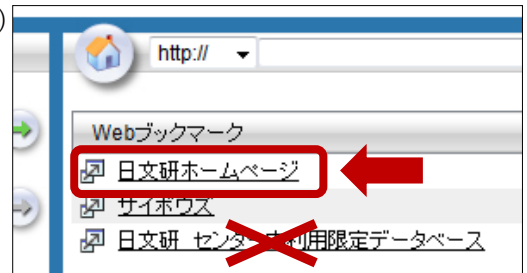 )
http://
Webブックマーク
日文研ホームページ
サイボウズ
日文研 センター内利用限定データベース